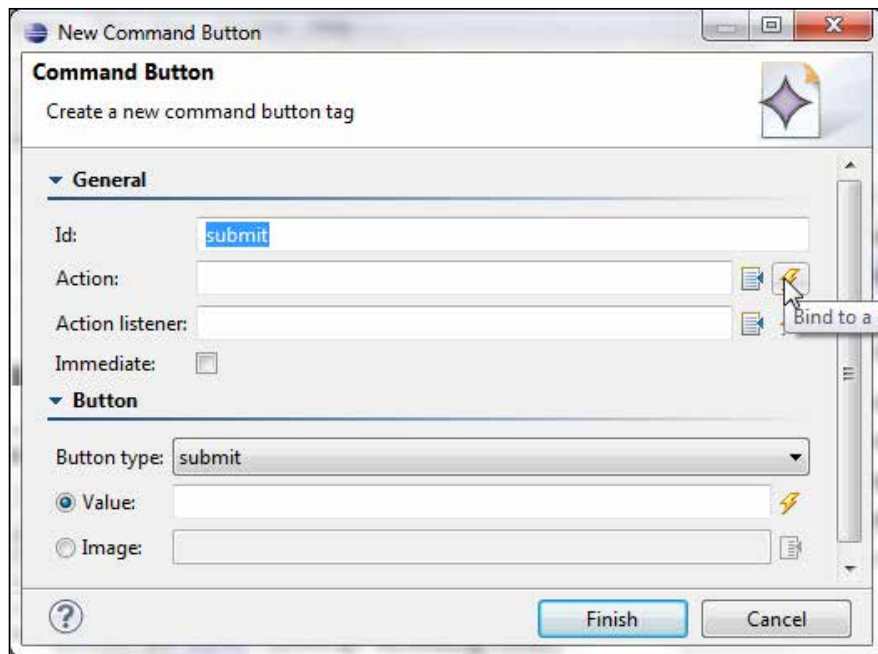 New Command Button
Command Button
Create a new command button tag
General
Id: submit
Action:
Bind to a
Action listener:
Immediate:
Button
Button type: submit
Value:
Image:
?
Finish Cancel